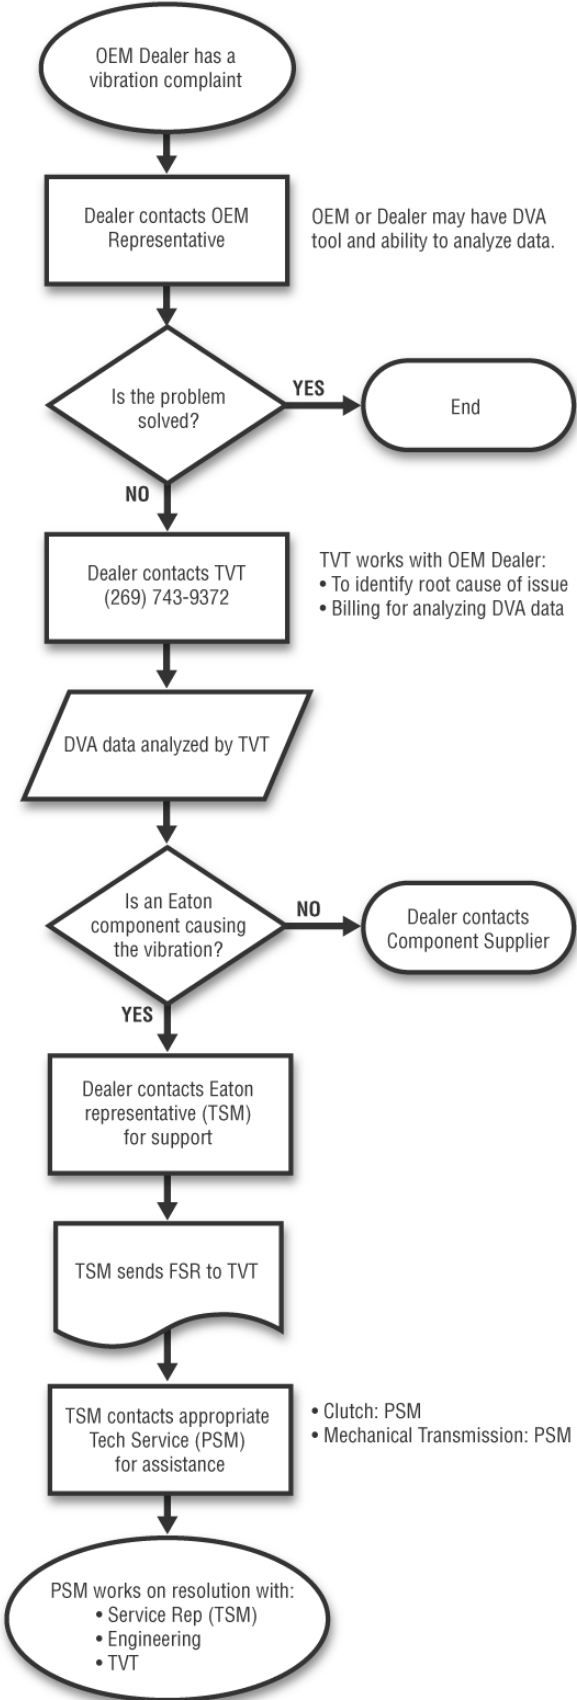 OEM Dealer has a
vibration complaint
Dealer contacts OEM
Representative
OEM or Dealer may have DVA
tool and ability to analyze data.
Is the problem
solved?
YES
End
NO
Dealer contacts TVT
(269) 743-9372
TVT works with OEM Dealer:
• To identify root cause of issue
• Billing for analyzing DVA data
DVA data analyzed by TVT
Is an Eaton
component causing
the vibration?
NO
Dealer contacts
Component Supplier
YES
Dealer contacts Eaton
representative (TSM)
for support
TSM sends FSR to TVT
TSM contacts appropriate
Tech Service (PSM)
for assistance
• Clutch: PSM
• Mechanical Transmission: PSM
PSM works on resolution with:
• Service Rep (TSM)
• Engineering
• TVT